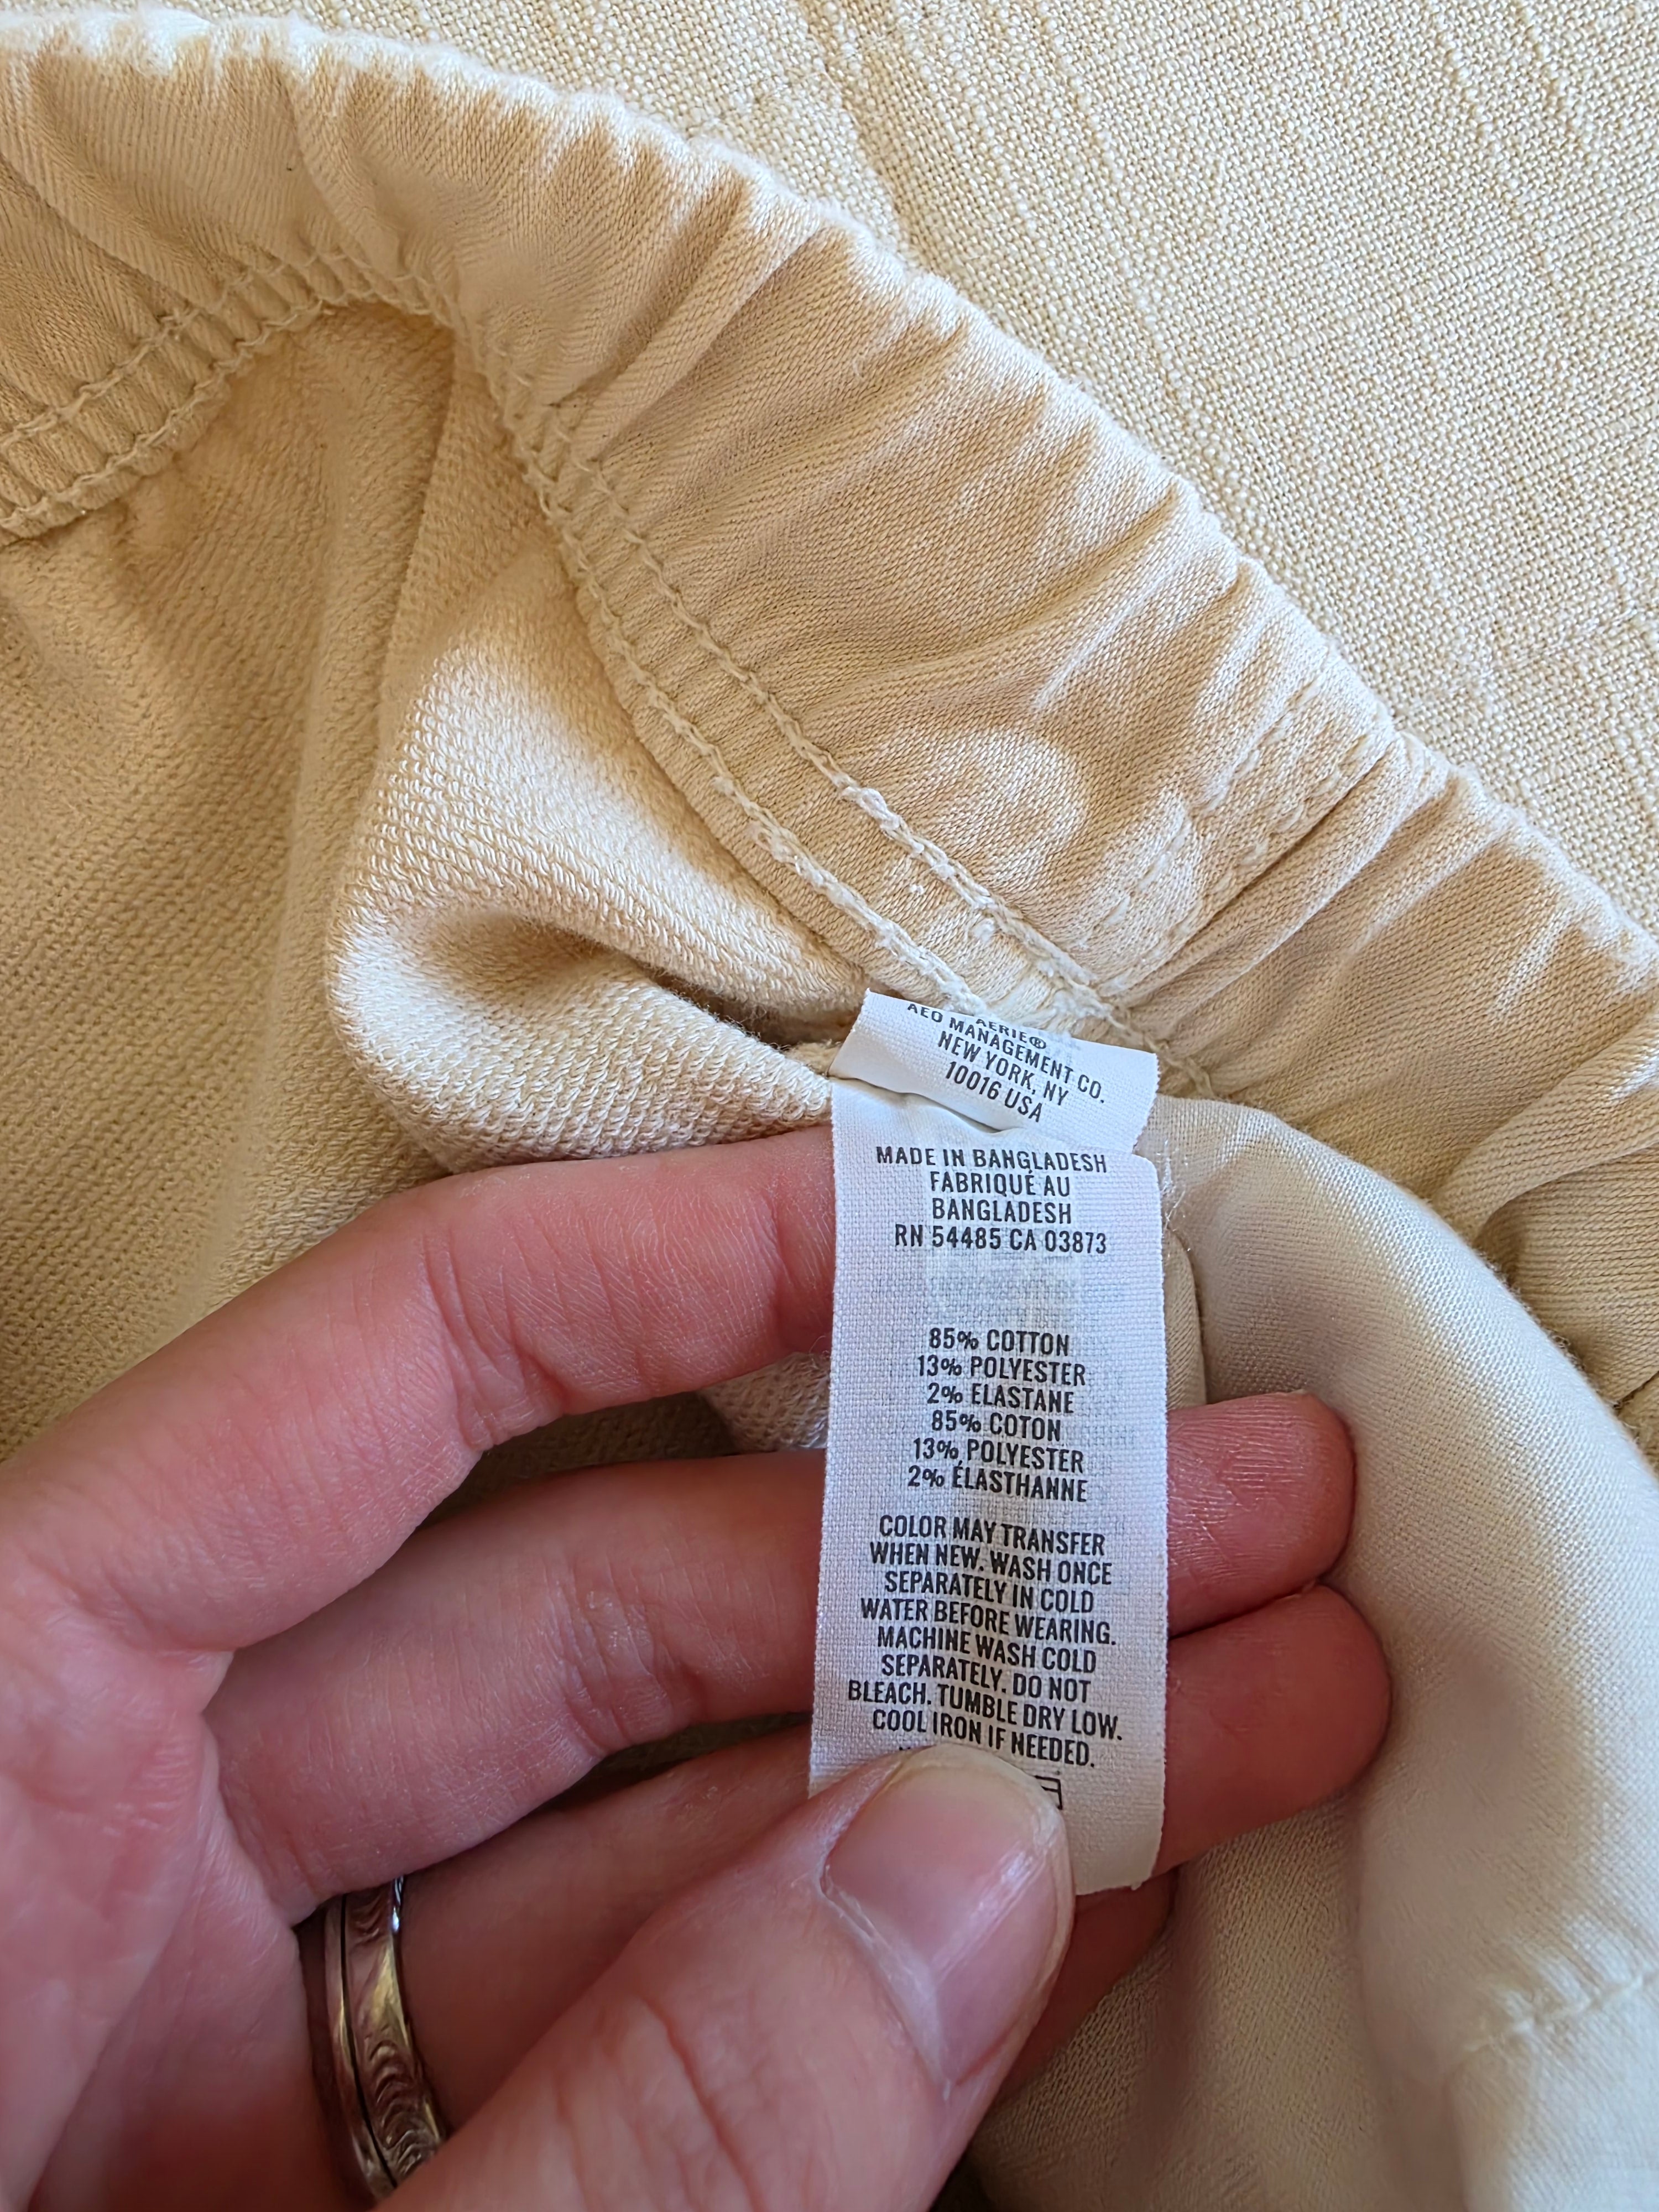 AERIE®
AEO MANAGEMENT CO.
NEW YORK, NY
10016 USA
MADE IN BANGLADESH
FABRIQUÉ AU
BANGLADESH
RN 54485 CA 03873
85% COTTON
13% POLYESTER
2% ELASTANE
85% COTON
13% POLYESTER
2% ÉLASTHANNE
COLOR MAY TRANSFER
WHEN NEW. WASH ONCE
SEPARATELY IN COLD
WATER BEFORE WEARING.
MACHINE WASH COLD
SEPARATELY. DO NOT
BLEACH. TUMBLE DRY LOW.
COOL IRON IF NEEDED.